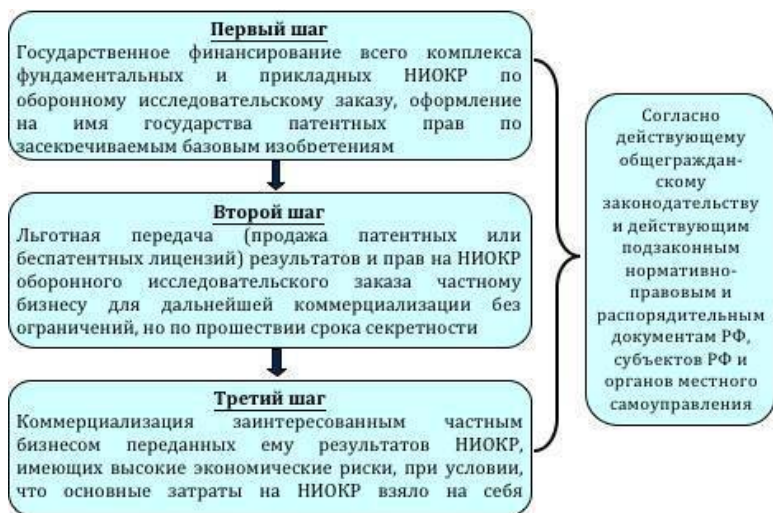 Первый шаг
Государственное финансирование всего комплекса
фундаментальных и прикладных НИОКР по
оборонному исследовательскому заказу, оформление
на имя государства патентных прав по
засекречиваемым базовым изобретениям
Второй шаг
Льготная передача (продажа патентных или
беспатентных лицензий) результатов и прав на НИОКР
оборонного исследовательского заказа частному
бизнесу для дальнейшей коммерциализации без
ограничений, но по прошествии срока секретности
Третий шаг
Коммерциализация заинтересованным частным
бизнесом переданных ему результатов НИОКР,
имеющих высокие экономические риски, при условии,
что основные затраты на НИОКР взяло на себя
Согласно
действующему
общеграждан-
скому
законодательству
и действующим
подзаконным
нормативно-
правовым и
распорядительным
документам РФ,
субъектов РФ и
органов местного
самоуправления